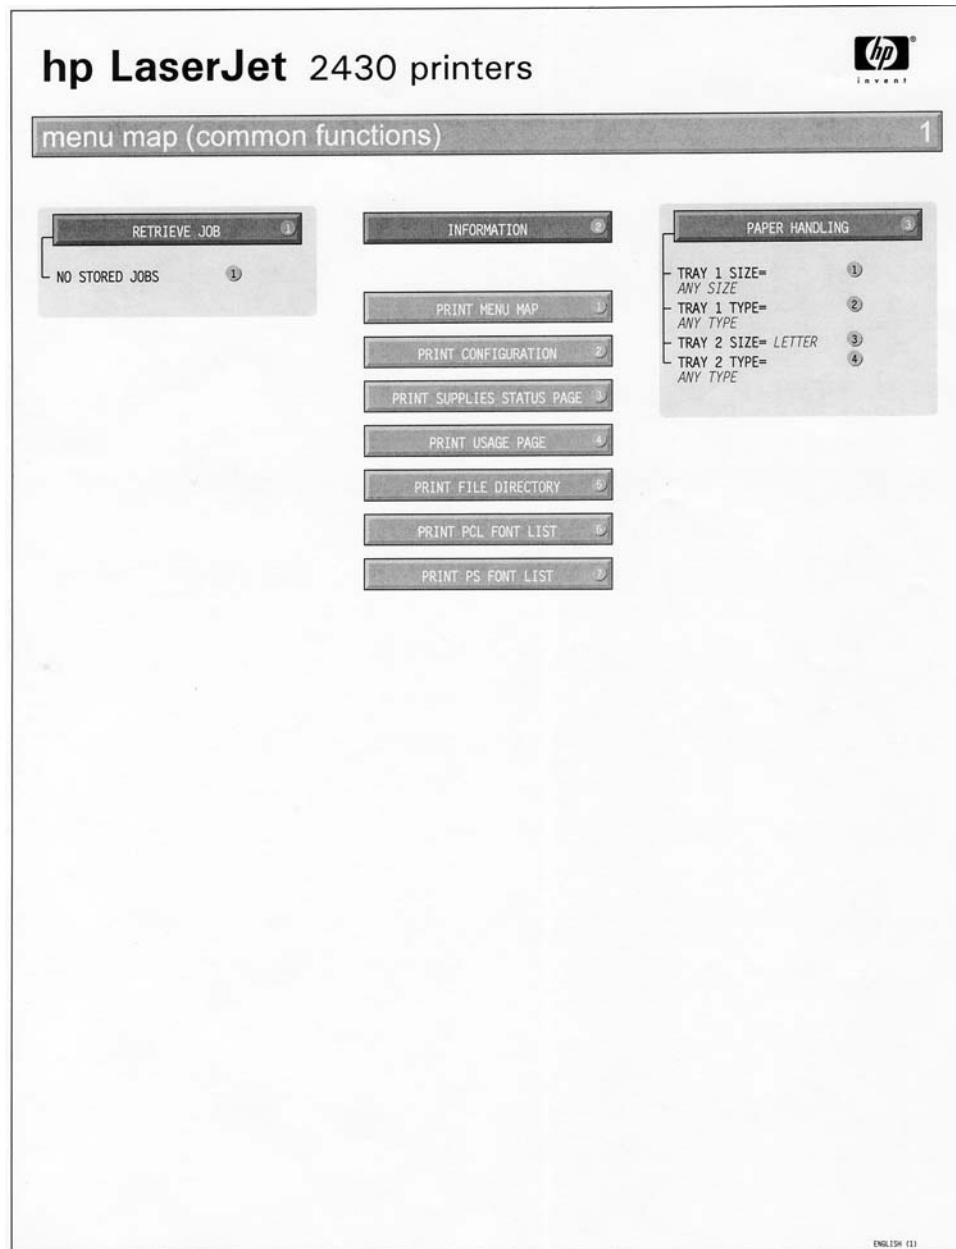 hp LaserJet 2430 printers
hp
®
invent
menu map (common functions) 1
RETRIEVE JOB 1
NO STORED JOBS 1
INFORMATION 2
PRINT MENU MAP 1
PRINT CONFIGURATION 2
PRINT SUPPLIES STATUS PAGE 3
PRINT USAGE PAGE 4
PRINT FILE DIRECTORY 5
PRINT PCL FONT LIST 6
PRINT PS FONT LIST 7
PAPER HANDLING 3
TRAY 1 SIZE= 1
ANY SIZE
TRAY 1 TYPE= 2
ANY TYPE
TRAY 2 SIZE= LETTER 3
TRAY 2 TYPE= 4
ANY TYPE
ENGLISH (1)